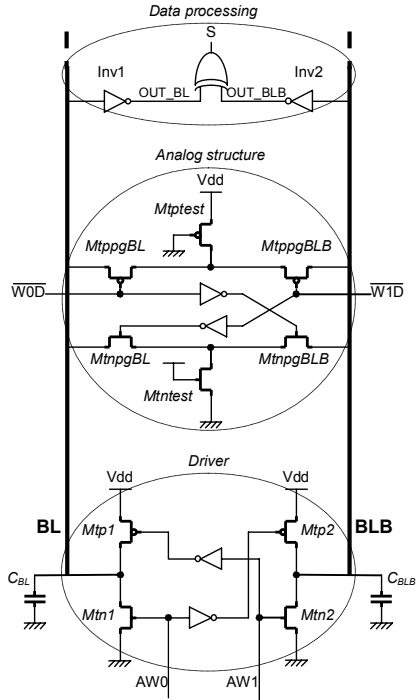 Data processing
S
Inv1
Inv2
OUT_BL
OUT_BLB
Analog structure
Vdd
Mtptest
MtppgBL
MtppgBLB
W0D
W1D
MtnpgBL
MtnpgBLB
Mtntest
Driver
Vdd
Vdd
BL
Mtp1
Mtp2
BLB
CBL
CBLB
Mtn1
Mtn2
AW0
AW1